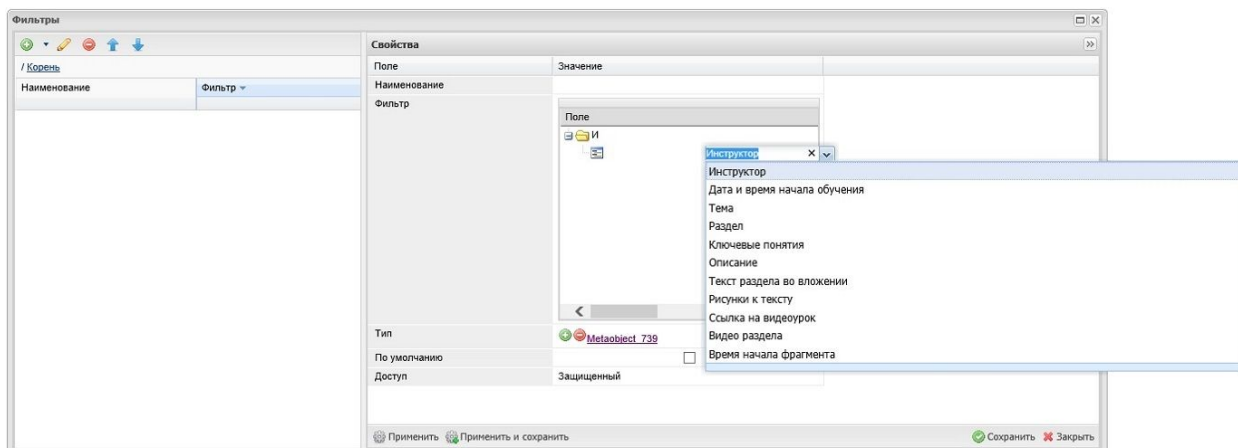 Фильтры
/ Корень
Наименование Фильтр
Свойства
Поле Значение
Наименование
Фильтр
Поле
И
Инструктор
Инструктор
Дата и время начала обучения
Тема
Раздел
Ключевые понятия
Описание
Текст раздела во вложении
Рисунки к тексту
Ссылка на видеоурок
Видео раздела
Время начала фрагмента
Тип Metaobject_739
По умолчанию
Доступ Защищенный
Применить Применить и сохранить Сохранить Закрыть